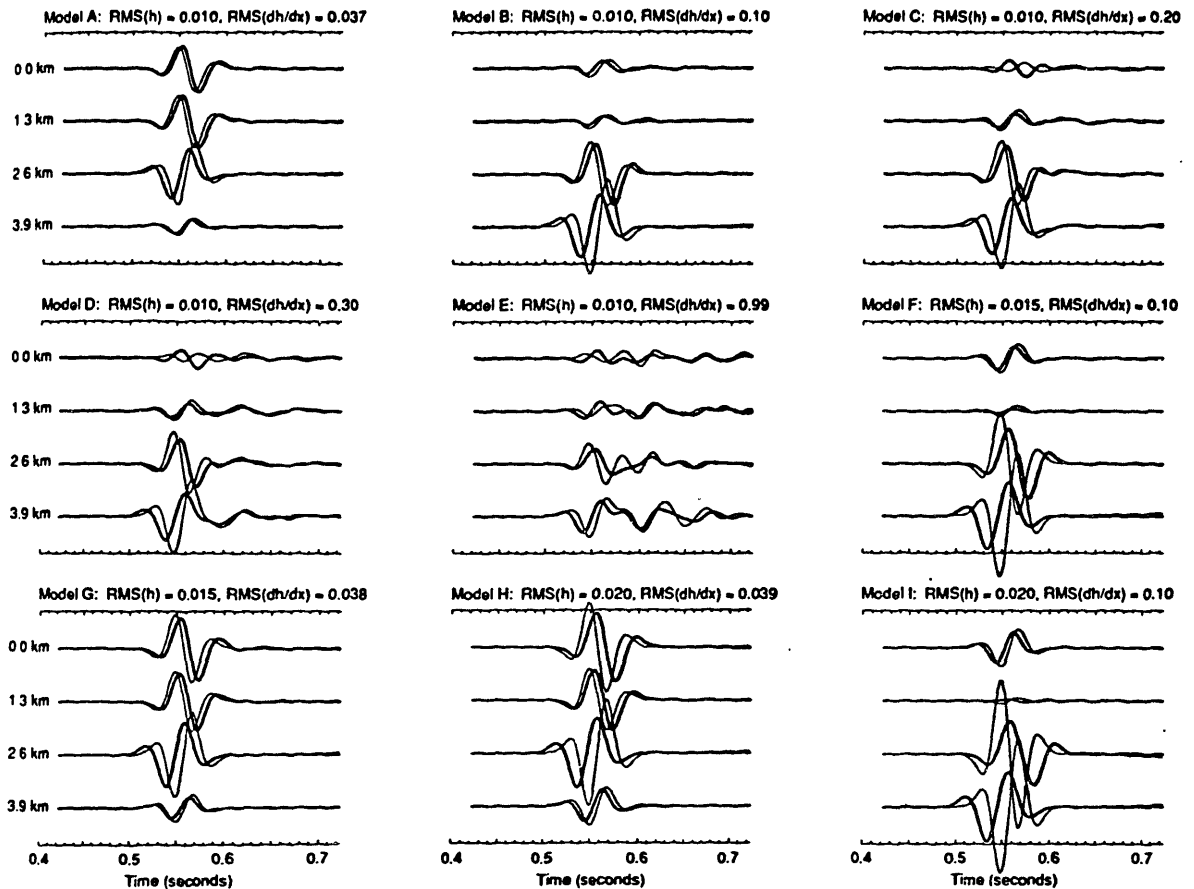 Model A: RMS(h) = 0.010, RMS(dh/dx) = 0.037
Model B: RMS(h) = 0.010, RMS(dh/dx) = 0.10
Model C: RMS(h) = 0.010, RMS(dh/dx) = 0.20
0 0 km
1 3 km
2 6 km
3.9 km
Model D: RMS(h) = 0.010, RMS(dh/dx) = 0.30
Model E: RMS(h) = 0.010, RMS(dh/dx) = 0.99
Model F: RMS(h) = 0.015, RMS(dh/dx) = 0.10
0 0 km
1 3 km
2 6 km
3.9 km
Model G: RMS(h) = 0.015, RMS(dh/dx) = 0.038
Model H: RMS(h) = 0.020, RMS(dh/dx) = 0.039
Model I: RMS(h) = 0.020, RMS(dh/dx) = 0.10
0 0 km
1 3 km
2 6 km
3.9 km
0.4 0.5 0.6 0.7
0.4 0.5 0.6 0.7
0.4 0.5 0.6 0.7
Time (seconds)
Time (seconds)
Time (seconds)